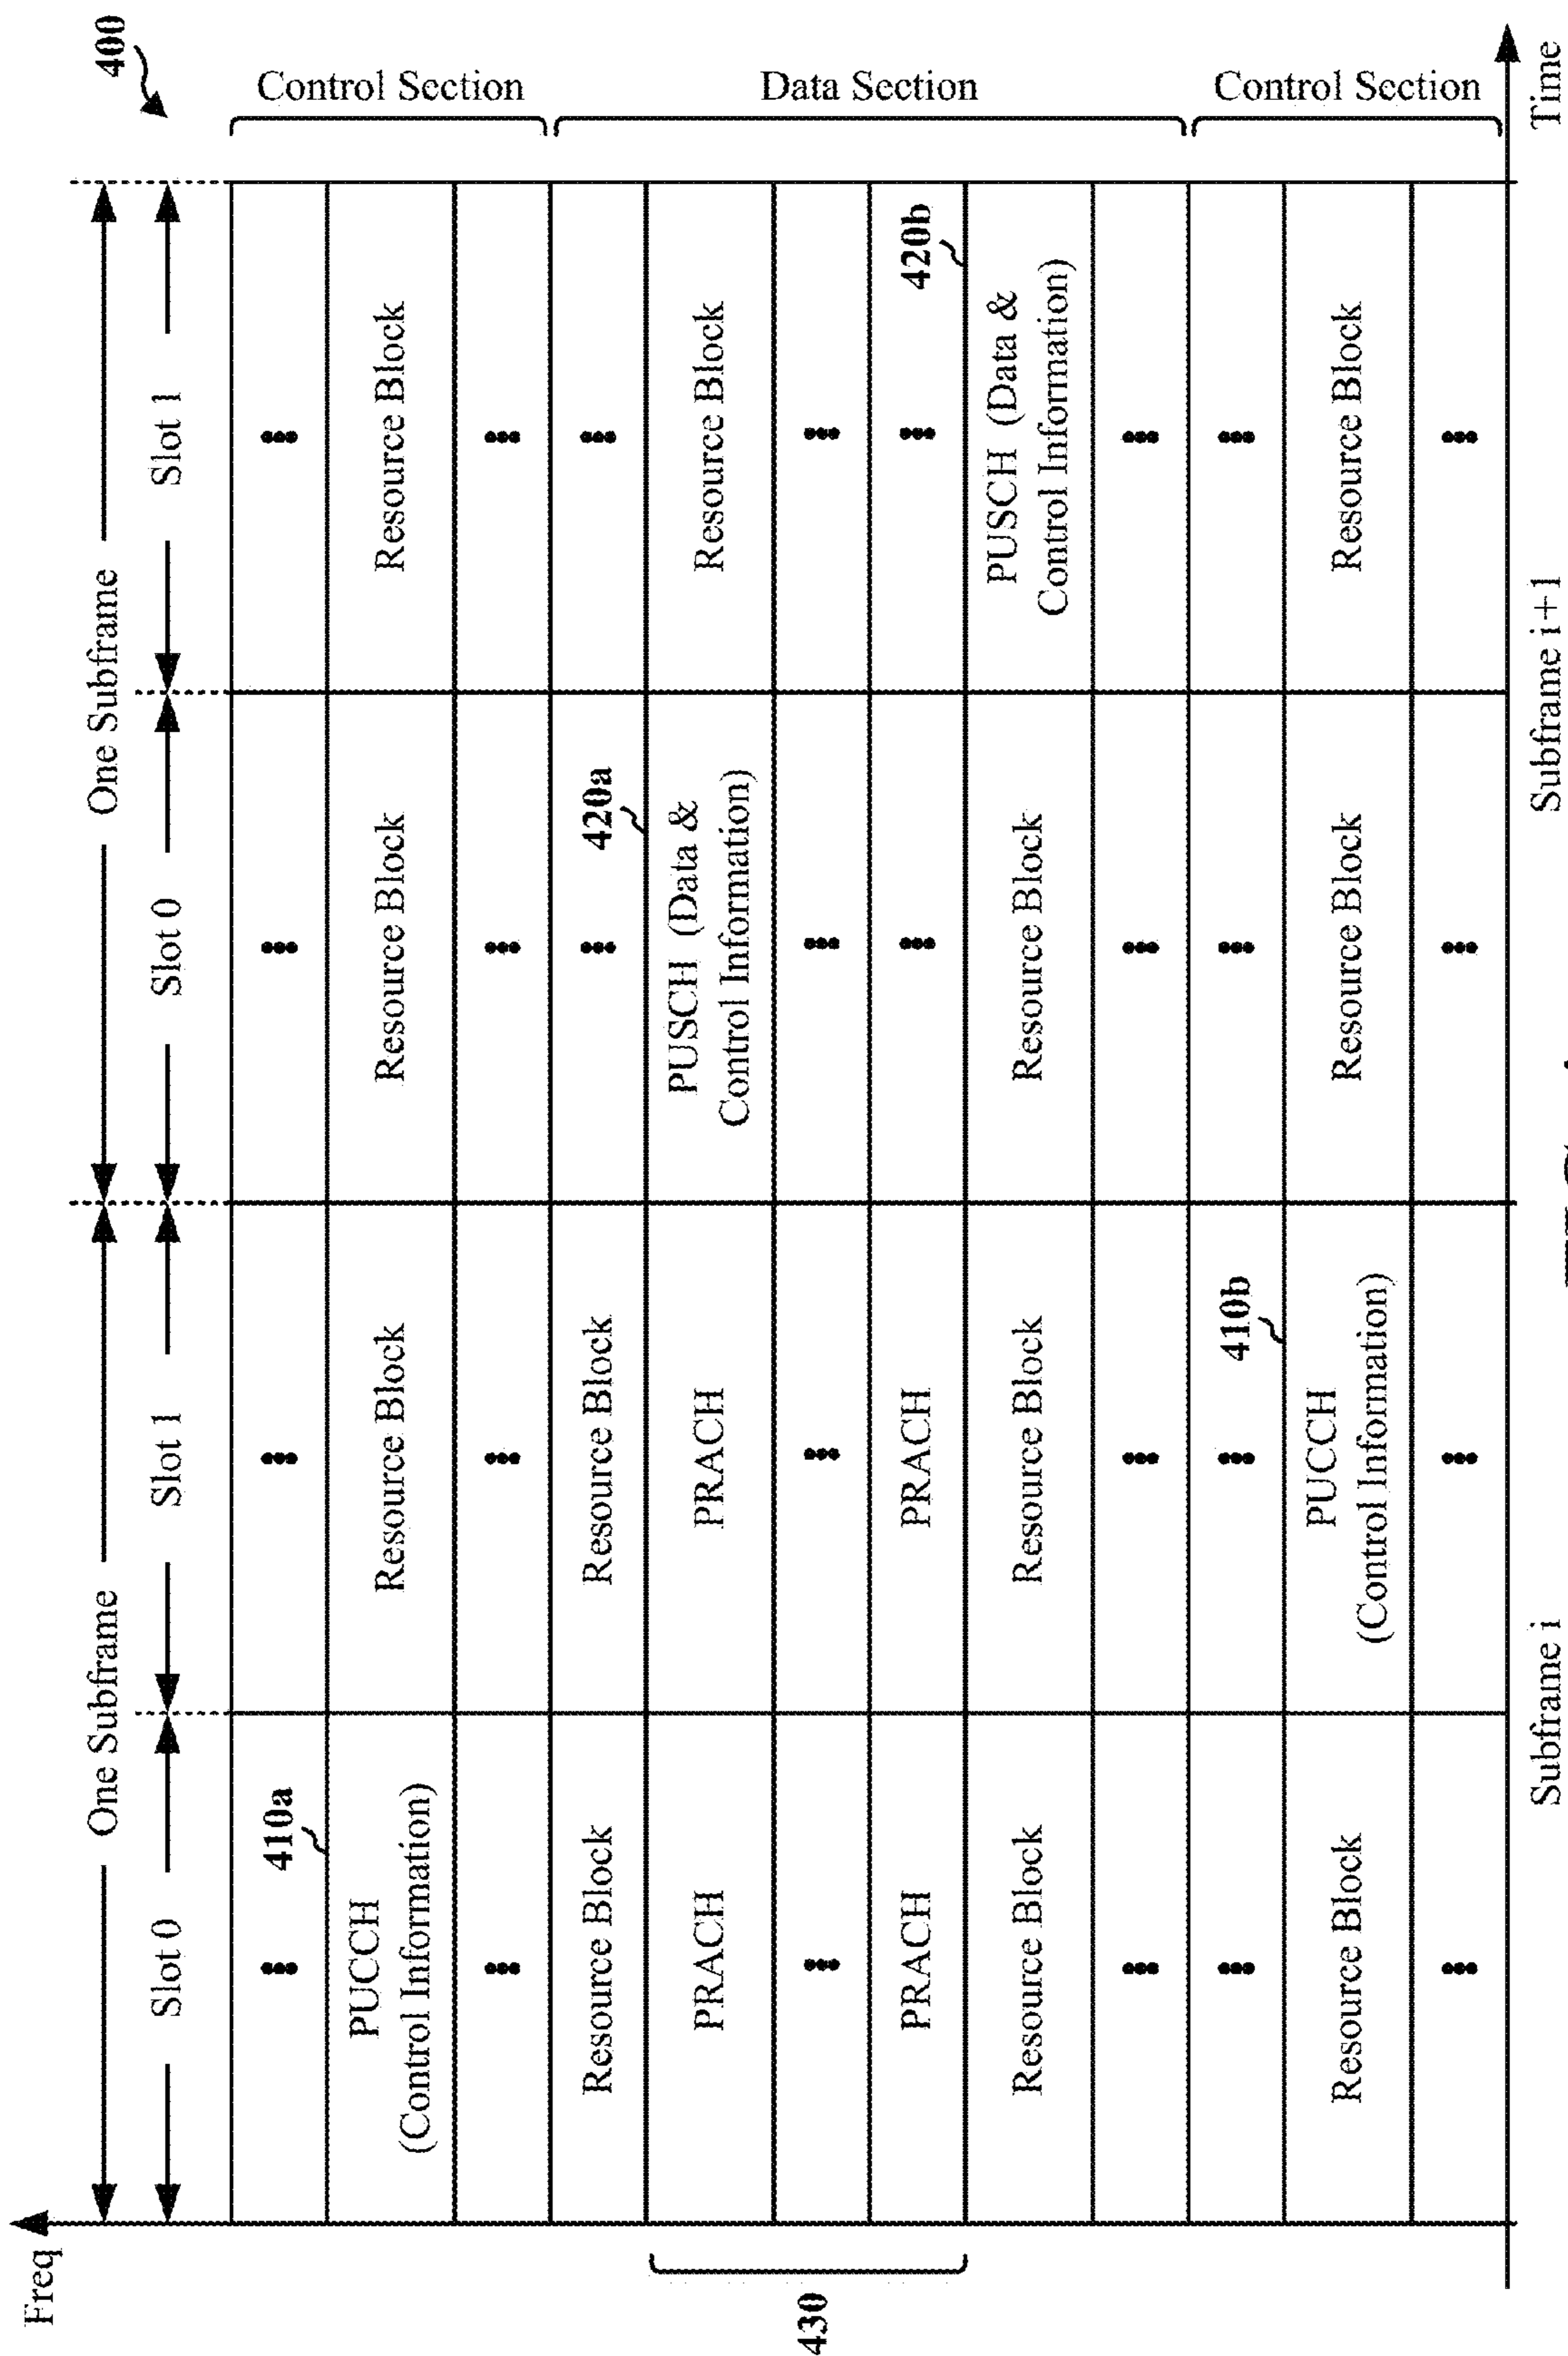 400
Freq
One Subframe
One Subframe
Slot 0
Slot 1
Slot 0
Slot 1
410a
PUCCH
(Control Information)
Resource Block
Resource Block
Resource Block
Control Section
Resource Block
Resource Block
420a
430
PRACH
PRACH
PUSCH (Data &
Control Information)
Resource Block
Data Section
PRACH
PRACH
420b
Resource Block
Resource Block
Resource Block
PUSCH (Data &
Control Information)
410b
Resource Block
PUCCH
(Control Information)
Resource Block
Resource Block
Control Section
Subframe i
Subframe i+1
Time